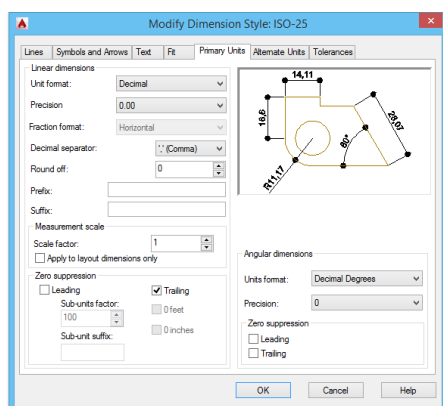 Modify Dimension Style: ISO-25
Lines Symbols and Arrows Text Fit Primary Units Alternate Units Tolerances
Linear dimensions
Unit format: Decimal
Precision 0.00
Fraction format: Horizontal
Decimal separator: ',' (Comma)
Round off: 0
Prefix:
Suffix:
Measurement scale
Scale factor: 1
Apply to layout dimensions only
Zero suppression
Leading
Trailing
Sub-units factor:
100
0 feet
0 inches
Sub-unit suffix:
14,11
16,6
28,07
60°
R11,17
Angular dimensions
Units format: Decimal Degrees
Precision: 0
Zero suppression
Leading
Trailing
OK Cancel Help